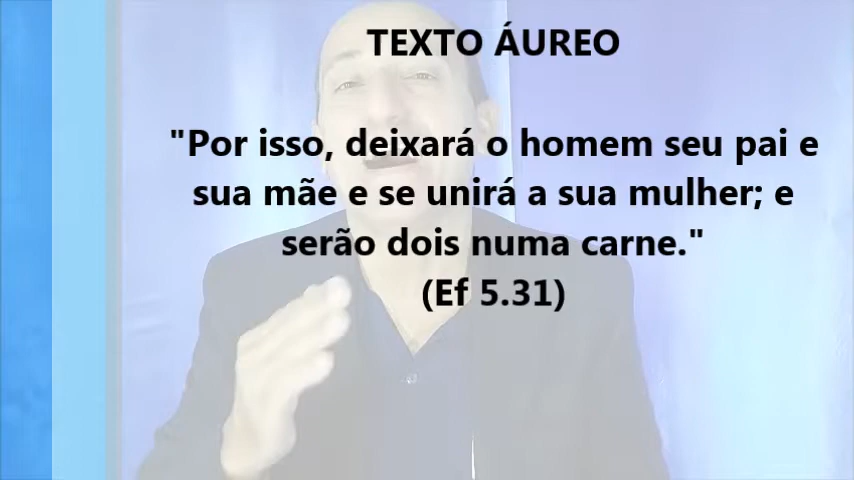 TEXTO ÁUREO
"Por isso, deixará o homem seu pai e
sua mãe e se unirá a sua mulher; e
serão dois numa carne."
(Ef 5.31)